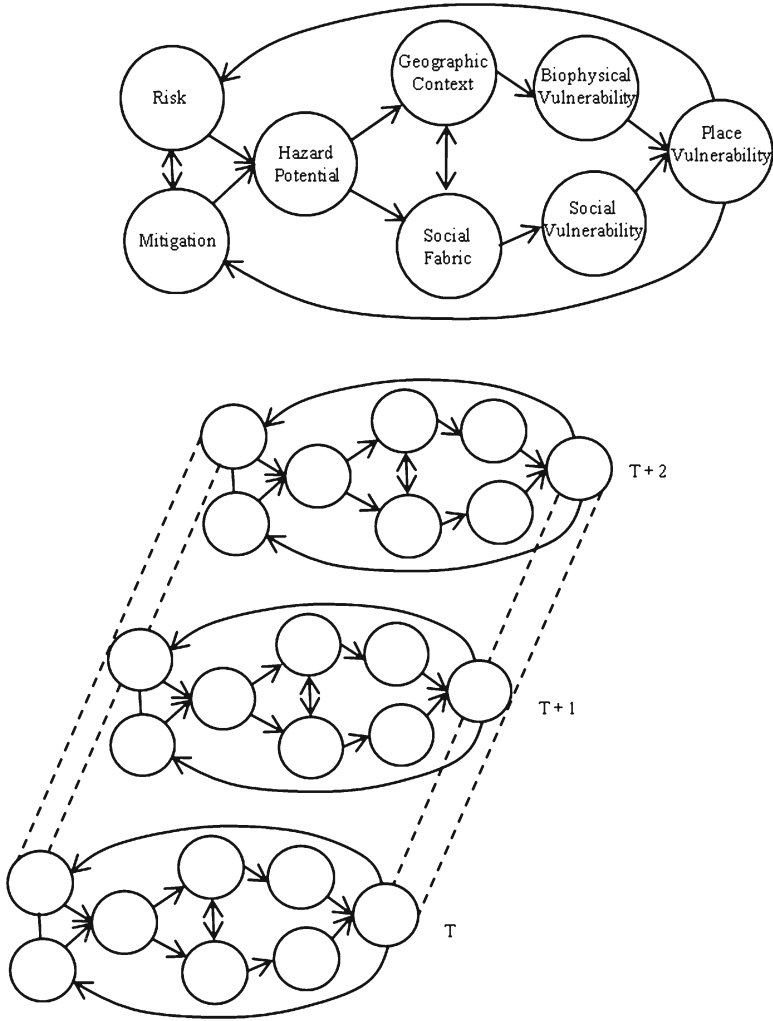 Risk
Mitigation
Hazard
Potential
Geographic
Context
Social
Fabric
Biophysical
Vulnerability
Social
Vulnerability
Place
Vulnerability
T + 2
T + 1
T